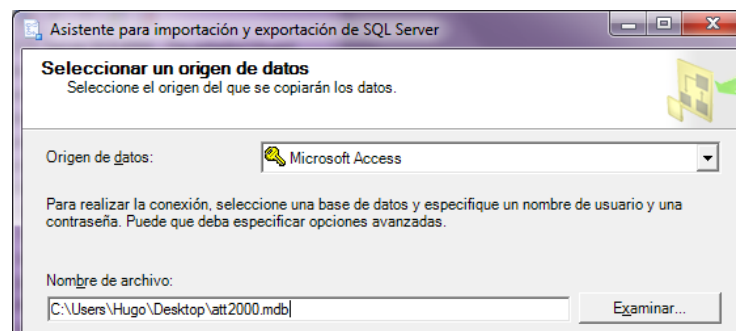 Asistente para importación y exportación de SQL Server
Seleccionar un origen de datos
Seleccione el origen del que se copiarán los datos.
Origen de datos:
Microsoft Access
Para realizar la conexión, seleccione una base de datos y especifique un nombre de usuario y una
contraseña. Puede que deba especificar opciones avanzadas.
Nombre de archivo:
C:\Users\Hugo\Desktop\att2000.mdb
Examinar...